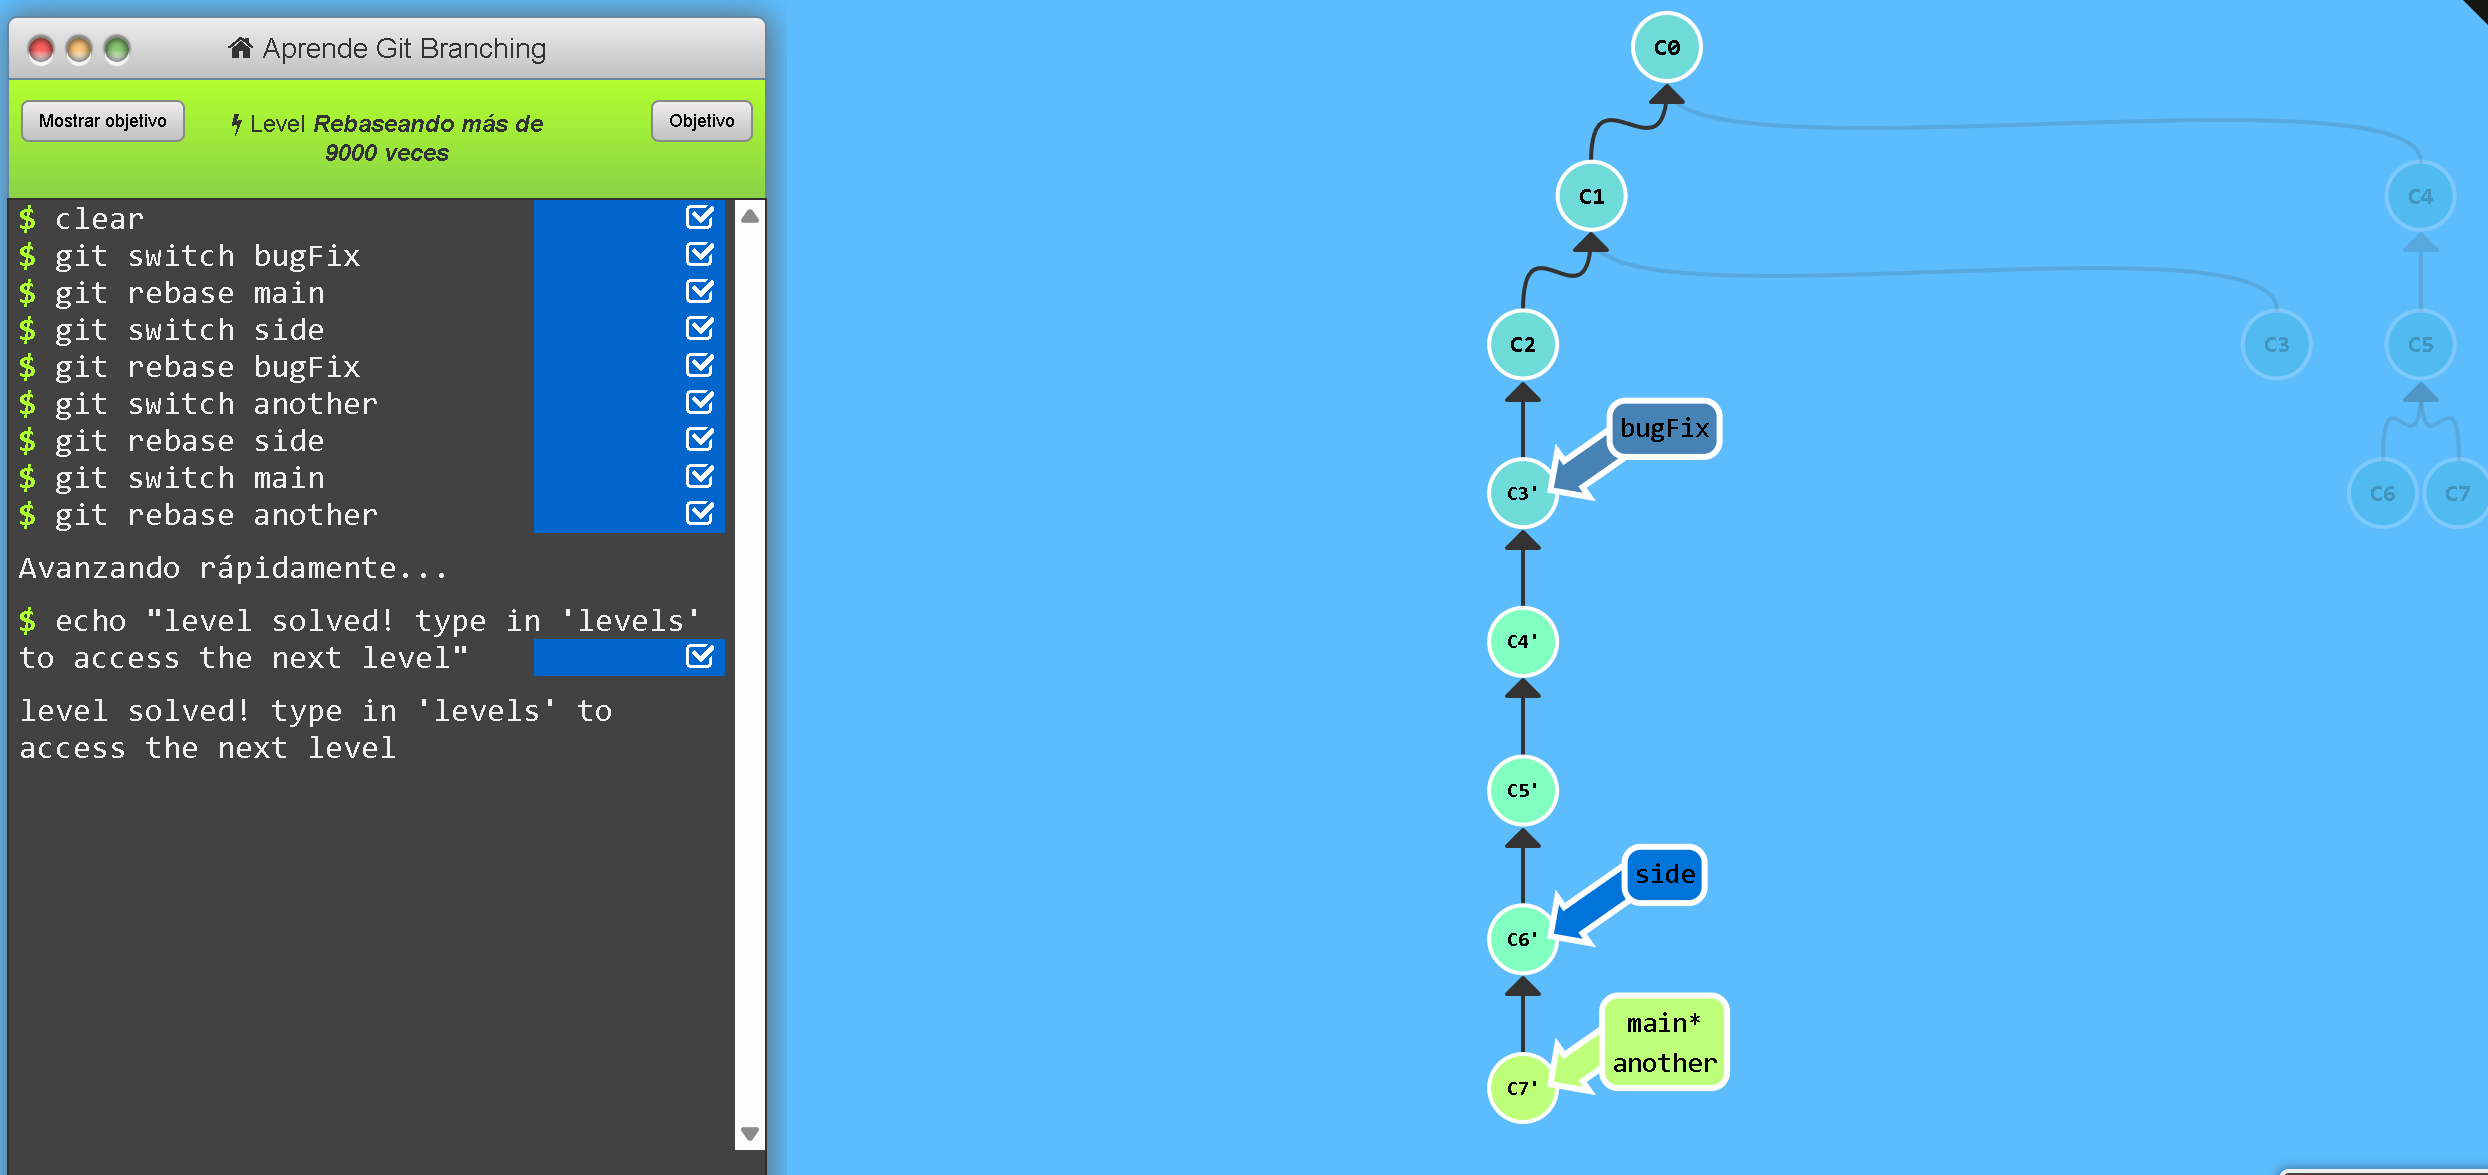 Aprende Git Branching
Mostrar objetivo
Level Rebaseando más de
9000 veces
Objetivo
$ clear
$ git switch bugFix
$ git rebase main
$ git switch side
$ git rebase bugFix
$ git switch another
$ git rebase side
$ git switch main
$ git rebase another
Avanzando rápidamente...
$ echo "level solved! type in 'levels'
to access the next level"
level solved! type in 'levels' to
access the next level
C0
C1
C4
C2
C3
C5
bugFix
C3'
C6
C7
C4'
C5'
side
C6'
main*
another
C7'